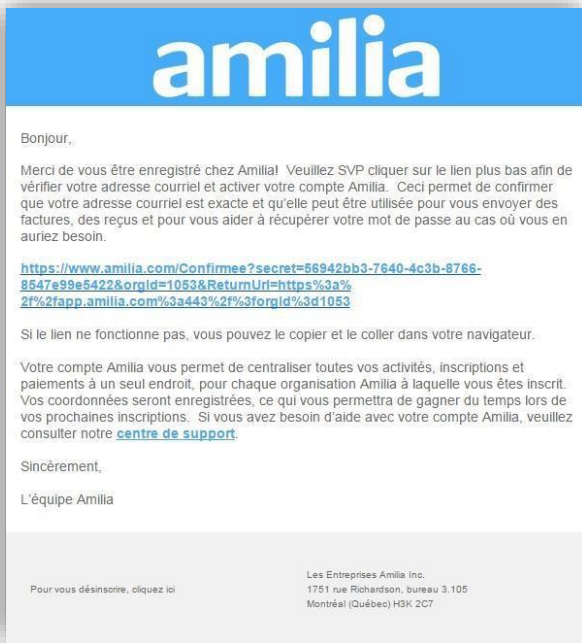 amilia
Bonjour,
Merci de vous être enregistré chez Amilia!  Veuillez SVP cliquer sur le lien plus bas afin de
vérifier votre adresse courriel et activer votre compte Amilia.  Ceci permet de confirmer
que votre adresse courriel est exacte et qu'elle peut être utilisée pour vous envoyer des
factures, des reçus et pour vous aider à récupérer votre mot de passe au cas où vous en
auriez besoin.
https://www.amilia.com/Confirmee?secret=56942bb3-7640-4c3b-8766-
8547e99e5422&orgId=1053&ReturnUrl=https%3a%
2f%2fapp.amilia.com%3a443%2f%3forgId%3d1053
Si le lien ne fonctionne pas, vous pouvez le copier et le coller dans votre navigateur.
Votre compte Amilia vous permet de centraliser toutes vos activités, inscriptions et
paiements à un seul endroit, pour chaque organisation Amilia à laquelle vous êtes inscrit.
Vos coordonnées seront enregistrées, ce qui vous permettra de gagner du temps lors de
vos prochaines inscriptions.  Si vous avez besoin d'aide avec votre compte Amilia, veuillez
consulter notre centre de support.
Sincèrement,
L'équipe Amilia
Pour vous désinscrire, cliquez ici
Les Entreprises Amilia Inc.
1751 rue Richardson, bureau 3.105
Montréal (Québec) H3K 2C7